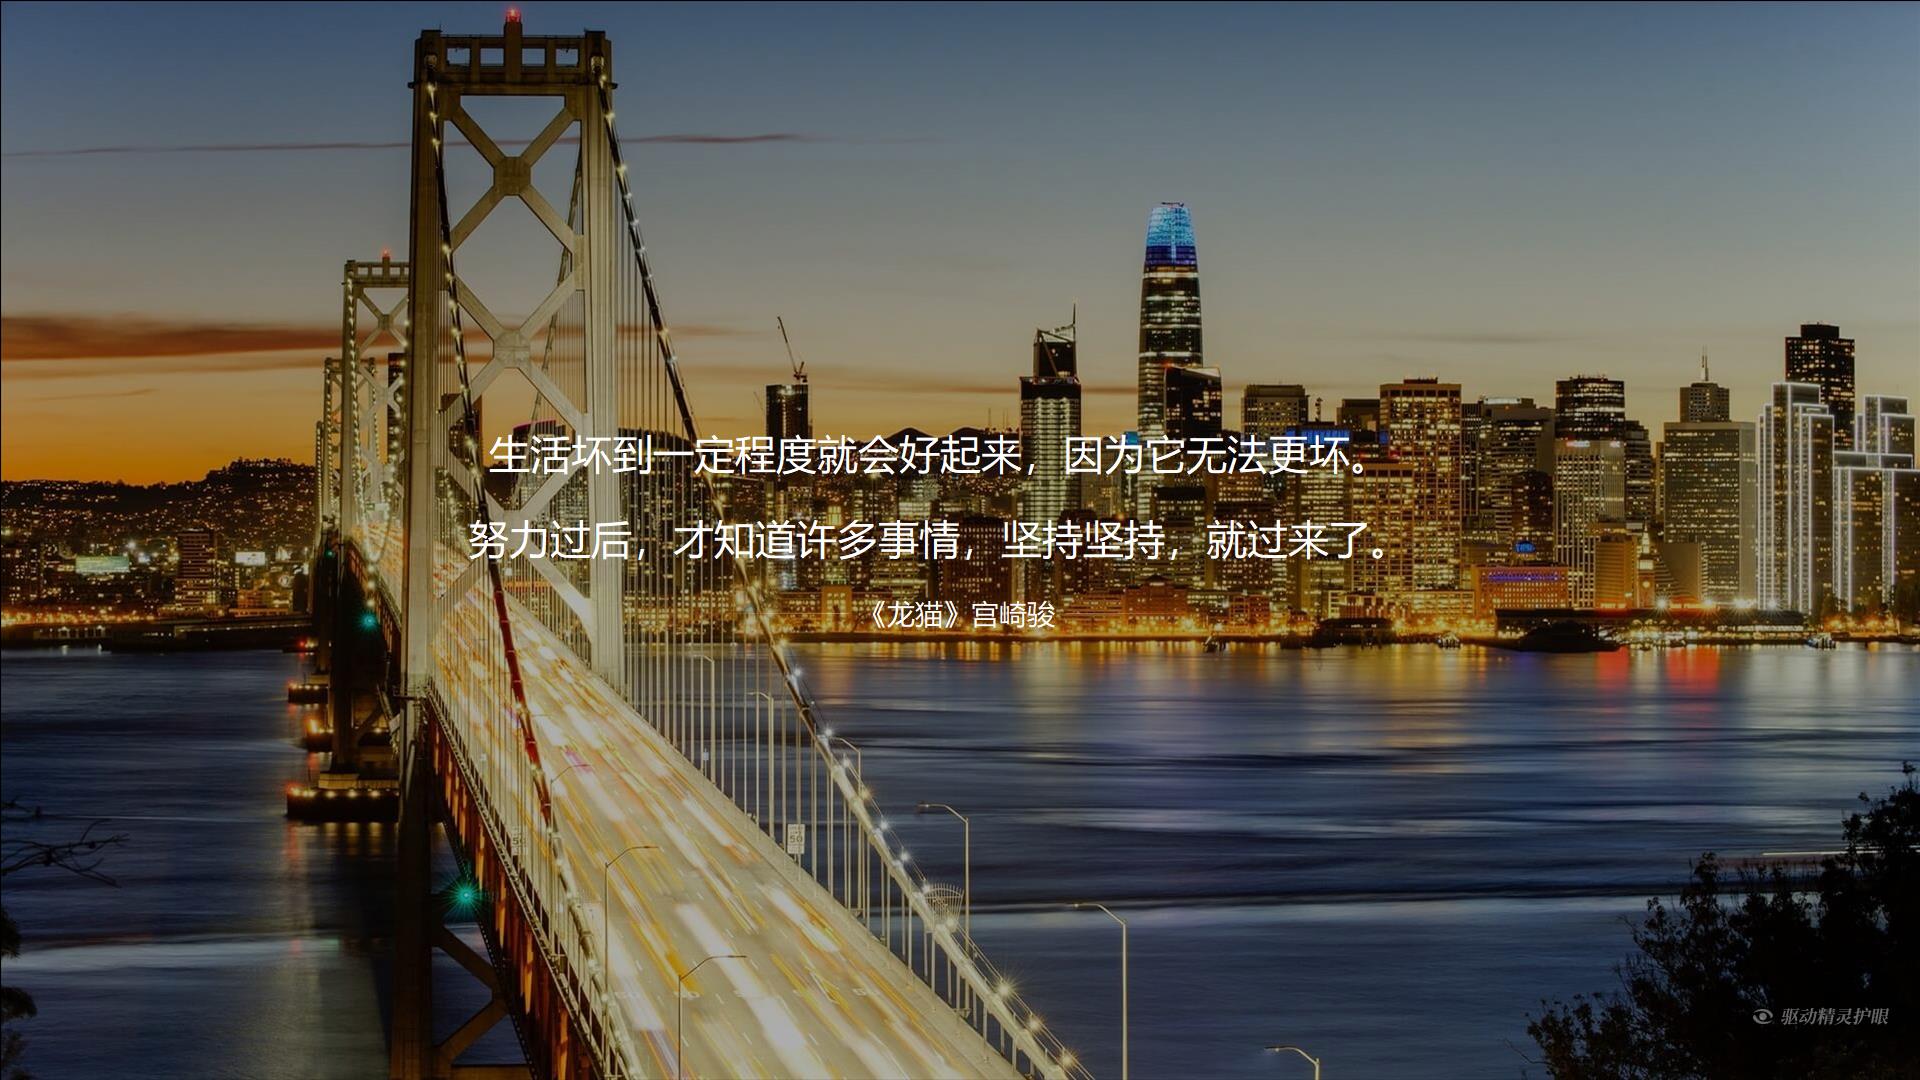 生活坏到一定程度就会好起来，因为它无法更坏。
努力过后，才知道许多事情，坚持坚持，就过来了。
《龙猫》宫崎骏
50
驱动精灵护眼